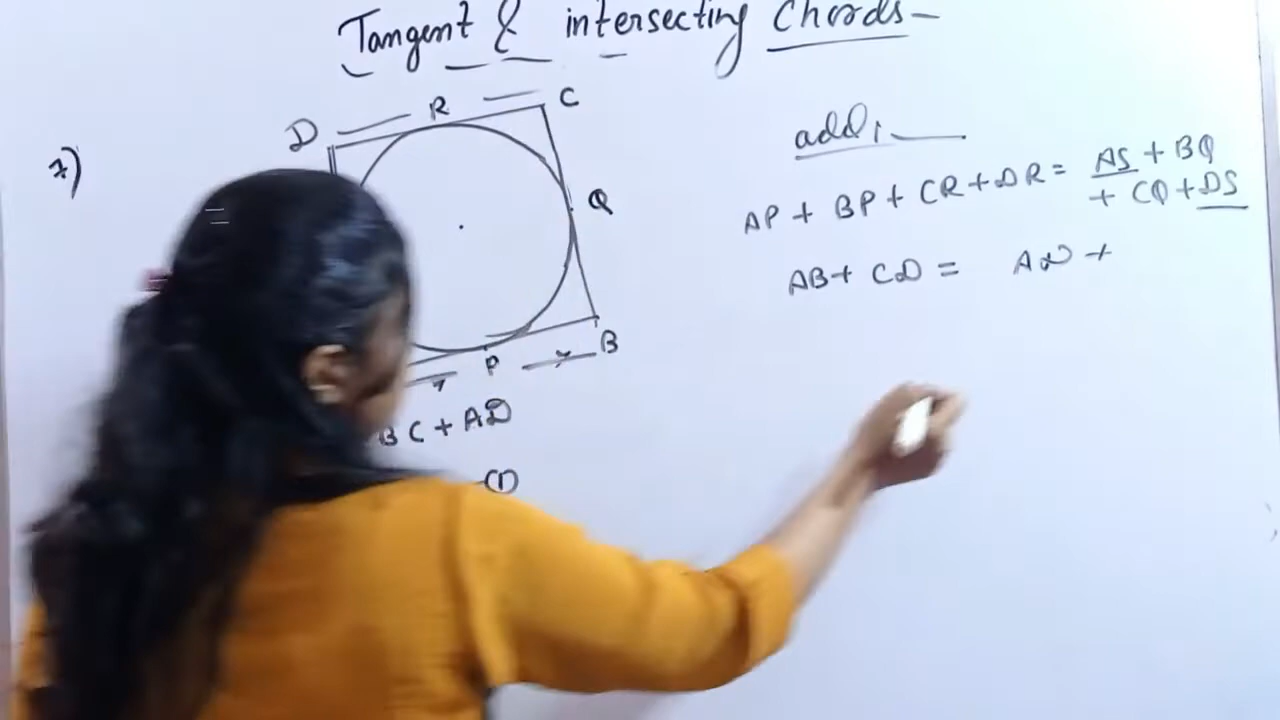 Tangent & intersecting Chords -
7)
D R C
Q
P B
BC + AD
①
add,
AP + BP + CR + DR = AS + BQ
+ CQ + DS
AB + CD = AD +